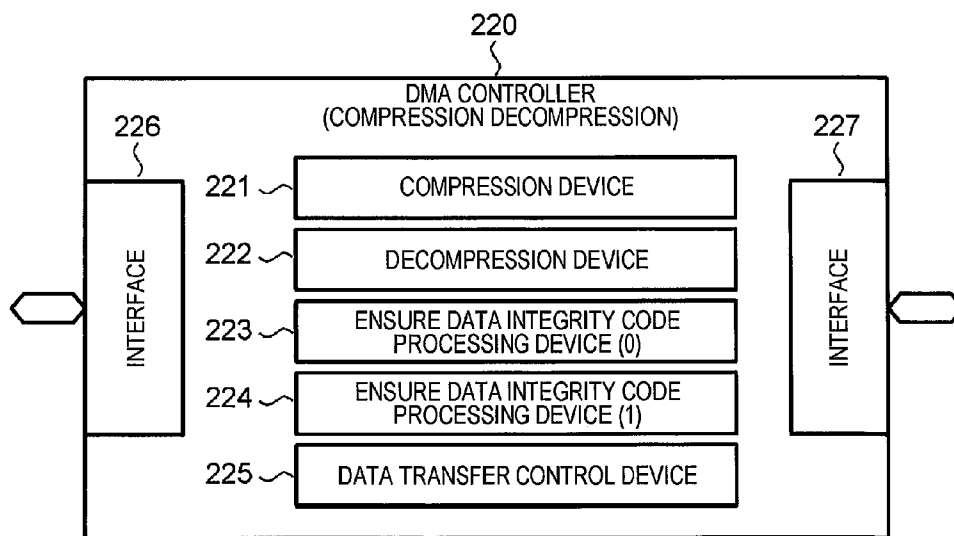 220
DMA CONTROLLER
(COMPRESSION DECOMPRESSION)
226
227
221
COMPRESSION DEVICE
222
DECOMPRESSION DEVICE
INTERFACE
INTERFACE
223
ENSURE DATA INTEGRITY CODE
PROCESSING DEVICE (0)
224
ENSURE DATA INTEGRITY CODE
PROCESSING DEVICE (1)
225
DATA TRANSFER CONTROL DEVICE